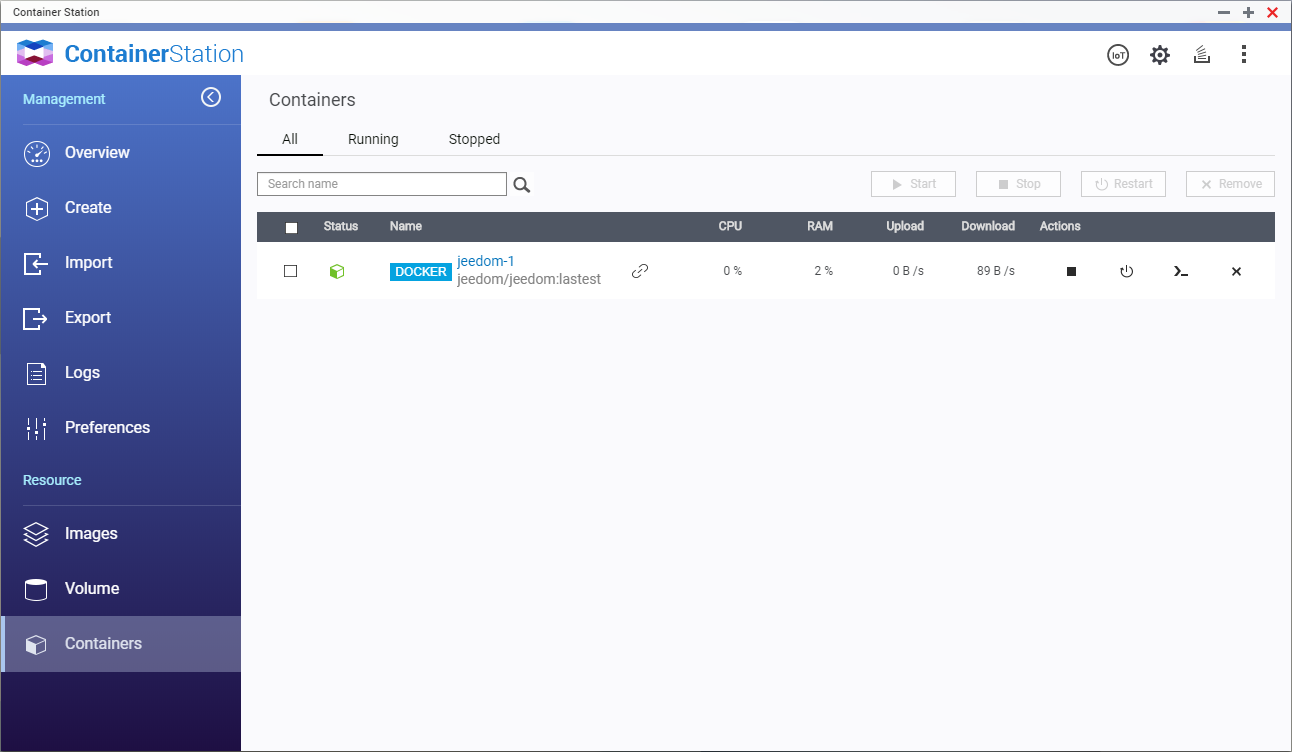 Container Station
ContainerStation
IoT
Management
Overview
Create
Import
Export
Logs
Preferences
Resource
Images
Volume
Containers
Containers
All Running Stopped
Search name
Start Stop Restart Remove
Status Name CPU RAM Upload Download Actions
DOCKER jeedom-1
jeedom/jeedom:lastest
0 % 2 % 0 B /s 89 B /s